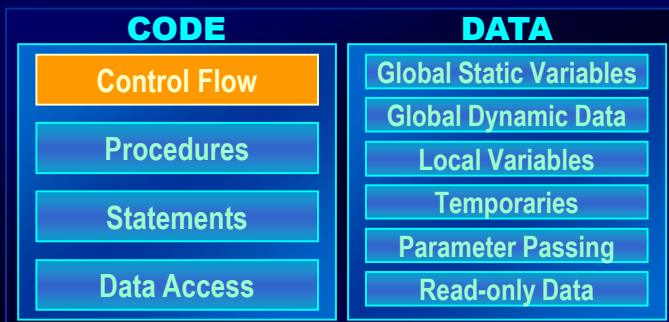 CODE
Control Flow
Procedures
Statements
Data Access
DATA
Global Static Variables
Global Dynamic Data
Local Variables
Temporaries
Parameter Passing
Read-only Data